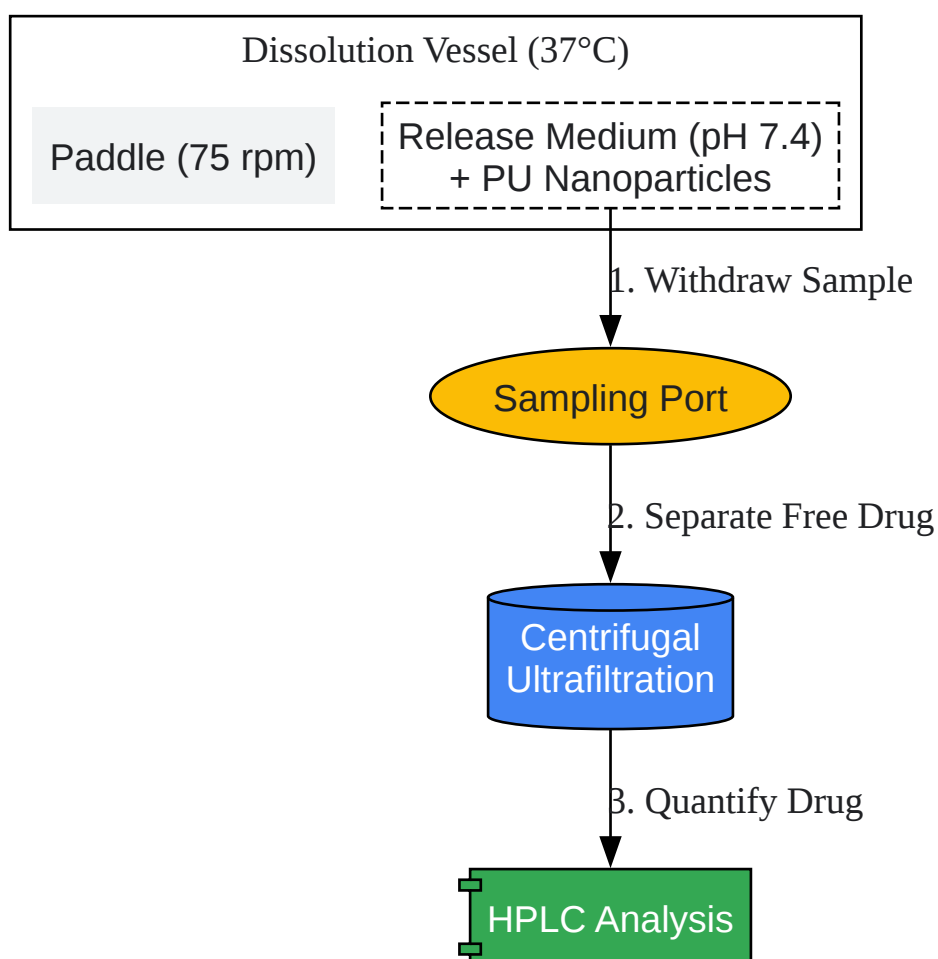 Dissolution Vessel (37°C)
Paddle (75 rpm)
Release Medium (pH 7.4)
+ PU Nanoparticles
1. Withdraw Sample
Sampling Port
2. Separate Free Drug
Centrifugal
Ultrafiltration
3. Quantify Drug
HPLC Analysis